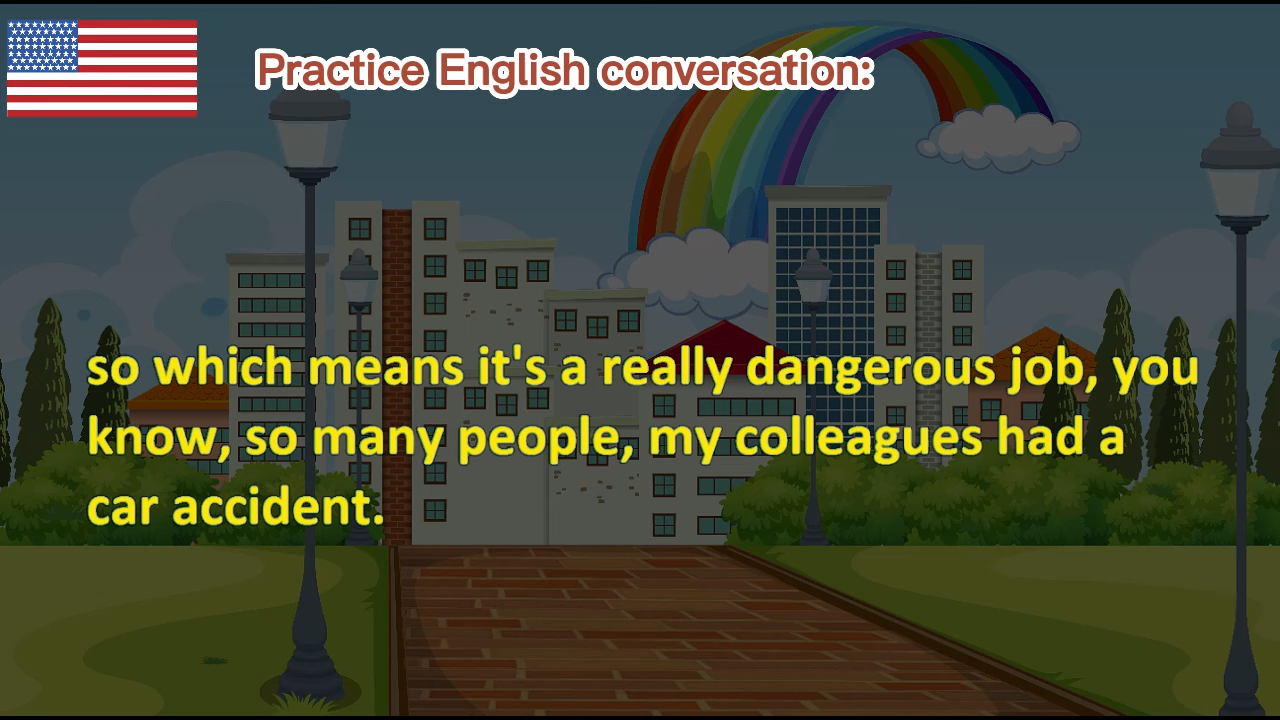 Practice English conversation:
so which means it's a really dangerous job, you
know, so many people, my colleagues had a
car accident.